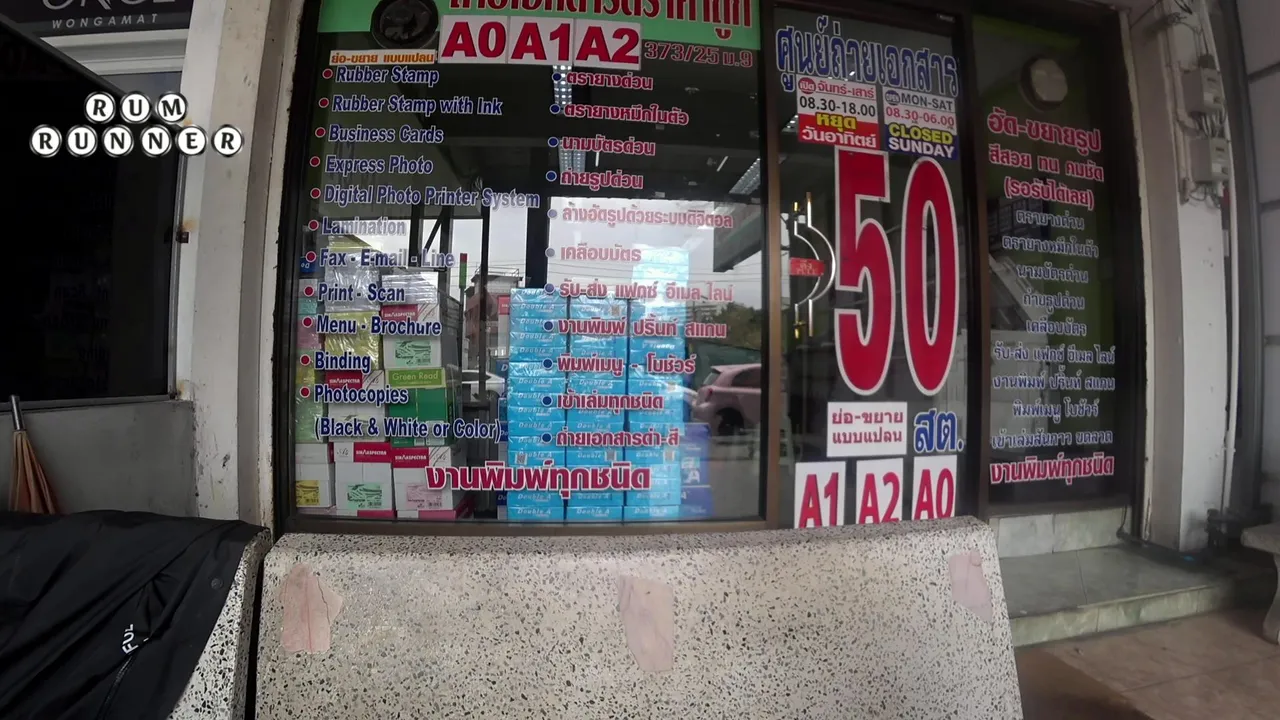 WONGAMAT
RUM
RUNNER
A0 A1 A2
373/25 ม.9
ย่อ-ขยาย แบบแปลน
Rubber Stamp
Rubber Stamp with Ink
Business Cards
Express Photo
Digital Photo Printer System
Lamination
Fax - E-mail - Line
Print - Scan
Menu - Brochure
Binding
Photocopies
(Black & White or Color)
ตรายางด่วน
ตรายางหมึกในตัว
นามบัตรด่วน
ถ่ายรูปด่วน
ล้างอัดรูปด้วยระบบดิจิตอล
เคลือบบัตร
รับ-ส่ง แฟกซ์ อีเมล ไลน์
งานพิมพ์ ปริ้นท์ สแกน
พิมพ์เมนู - โบชัวร์
เข้าเล่มทุกชนิด
ถ่ายเอกสารดำ-สี
งานพิมพ์ทุกชนิด
Double A
Green Read
ศูนย์ถ่ายเอกสาร
เปิด จันทร์-เสาร์
08.30-18.00
หยุด
วันอาทิตย์
MON-SAT
08.30-06.00
CLOSED
SUNDAY
50
ย่อ-ขยาย
แบบแปลน
สต.
A1 A2 A0
อัด-ขยายรูป
สีสวย ทน คมชัด
(รอรับได้เลย)
ตรายางด่วน
ตรายางหมึกในตัว
นามบัตรด่วน
ถ่ายรูปด่วน
เคลือบบัตร
รับ-ส่ง แฟกซ์ อีเมล ไลน์
งานพิมพ์ ปริ้นท์ สแกน
พิมพ์เมนู โบชัวร์
งานพิมพ์ทุกชนิด